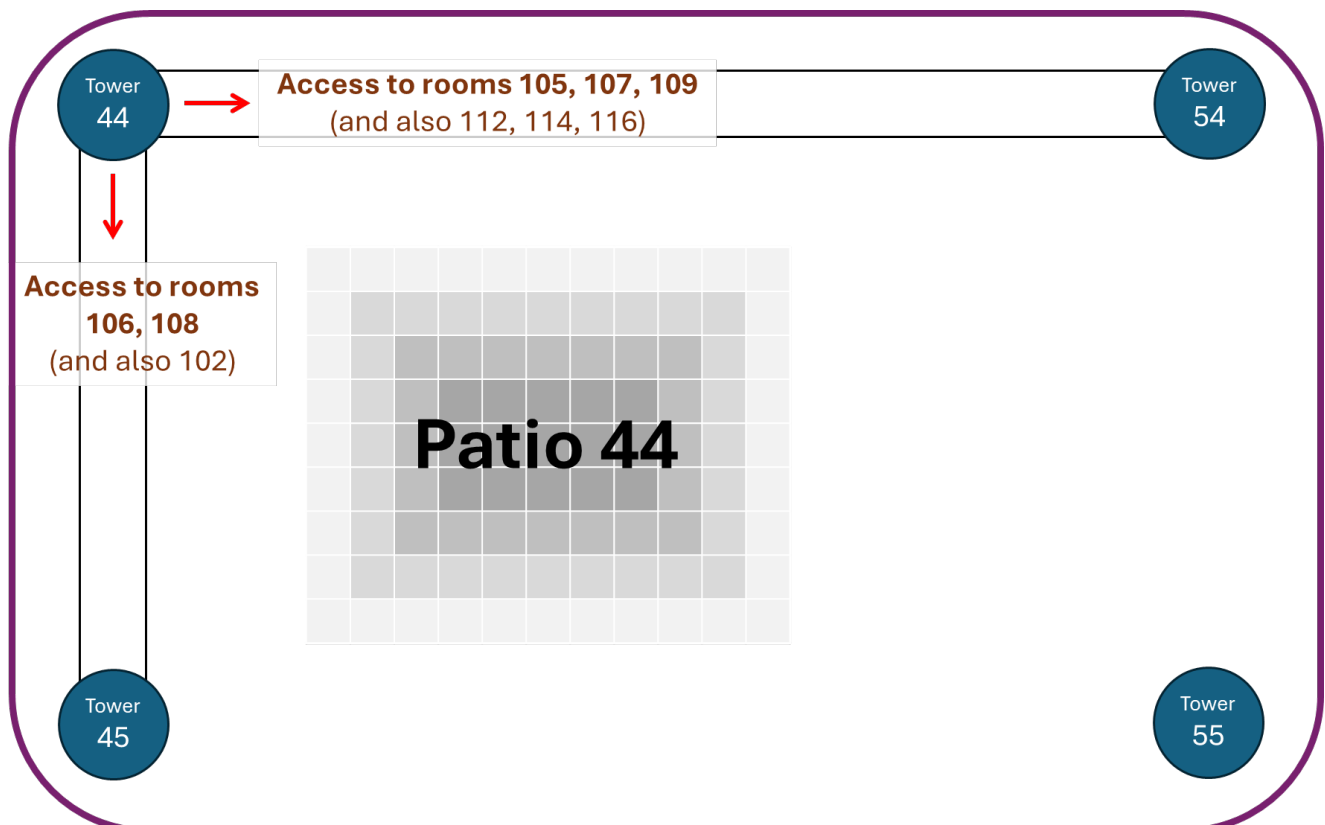 Tower
44
Access to rooms 105, 107, 109
(and also 112, 114, 116)
Tower
54
Access to rooms
106, 108
(and also 102)
Patio 44
Tower
45
Tower
55